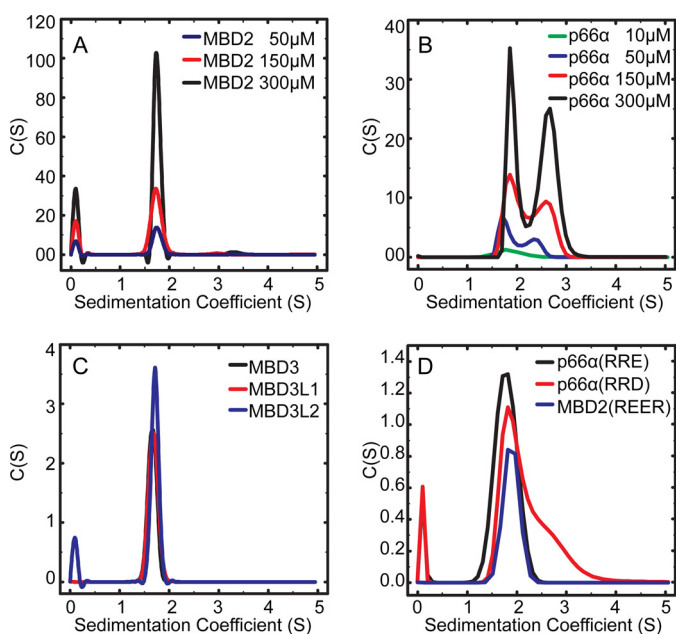 A
MBD2 50µM
MBD2 150µM
MBD2 300µM
120
100
80
60
40
20
00
C(S)
0 1 2 3 4 5
Sedimentation Coefficient (S)
B
p66α 10µM
p66α 50µM
p66α 150µM
p66α 300µM
40
30
20
10
00
C(S)
0 1 2 3 4 5
Sedimentation Coefficient (S)
C
MBD3
MBD3L1
MBD3L2
4
3
2
1
0
C(S)
0 1 2 3 4 5
Sedimentation Coefficient (S)
D
p66α(RRE)
p66α(RRD)
MBD2(REER)
1.4
1.2
1.0
0.8
0.6
0.4
0.2
0.0
C(S)
0 1 2 3 4 5
Sedimentation Coefficient (S)